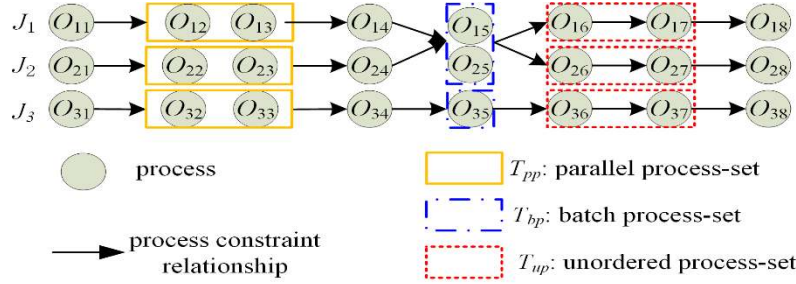 J1 O11 O12 O13 O14 O15 O16 O17 O18
J2 O21 O22 O23 O24 O25 O26 O27 O28
J3 O31 O32 O33 O34 O35 O36 O37 O38
process
Tpp: parallel process-set
Tbp: batch process-set
process constraint
relationship
Tup: unordered process-set